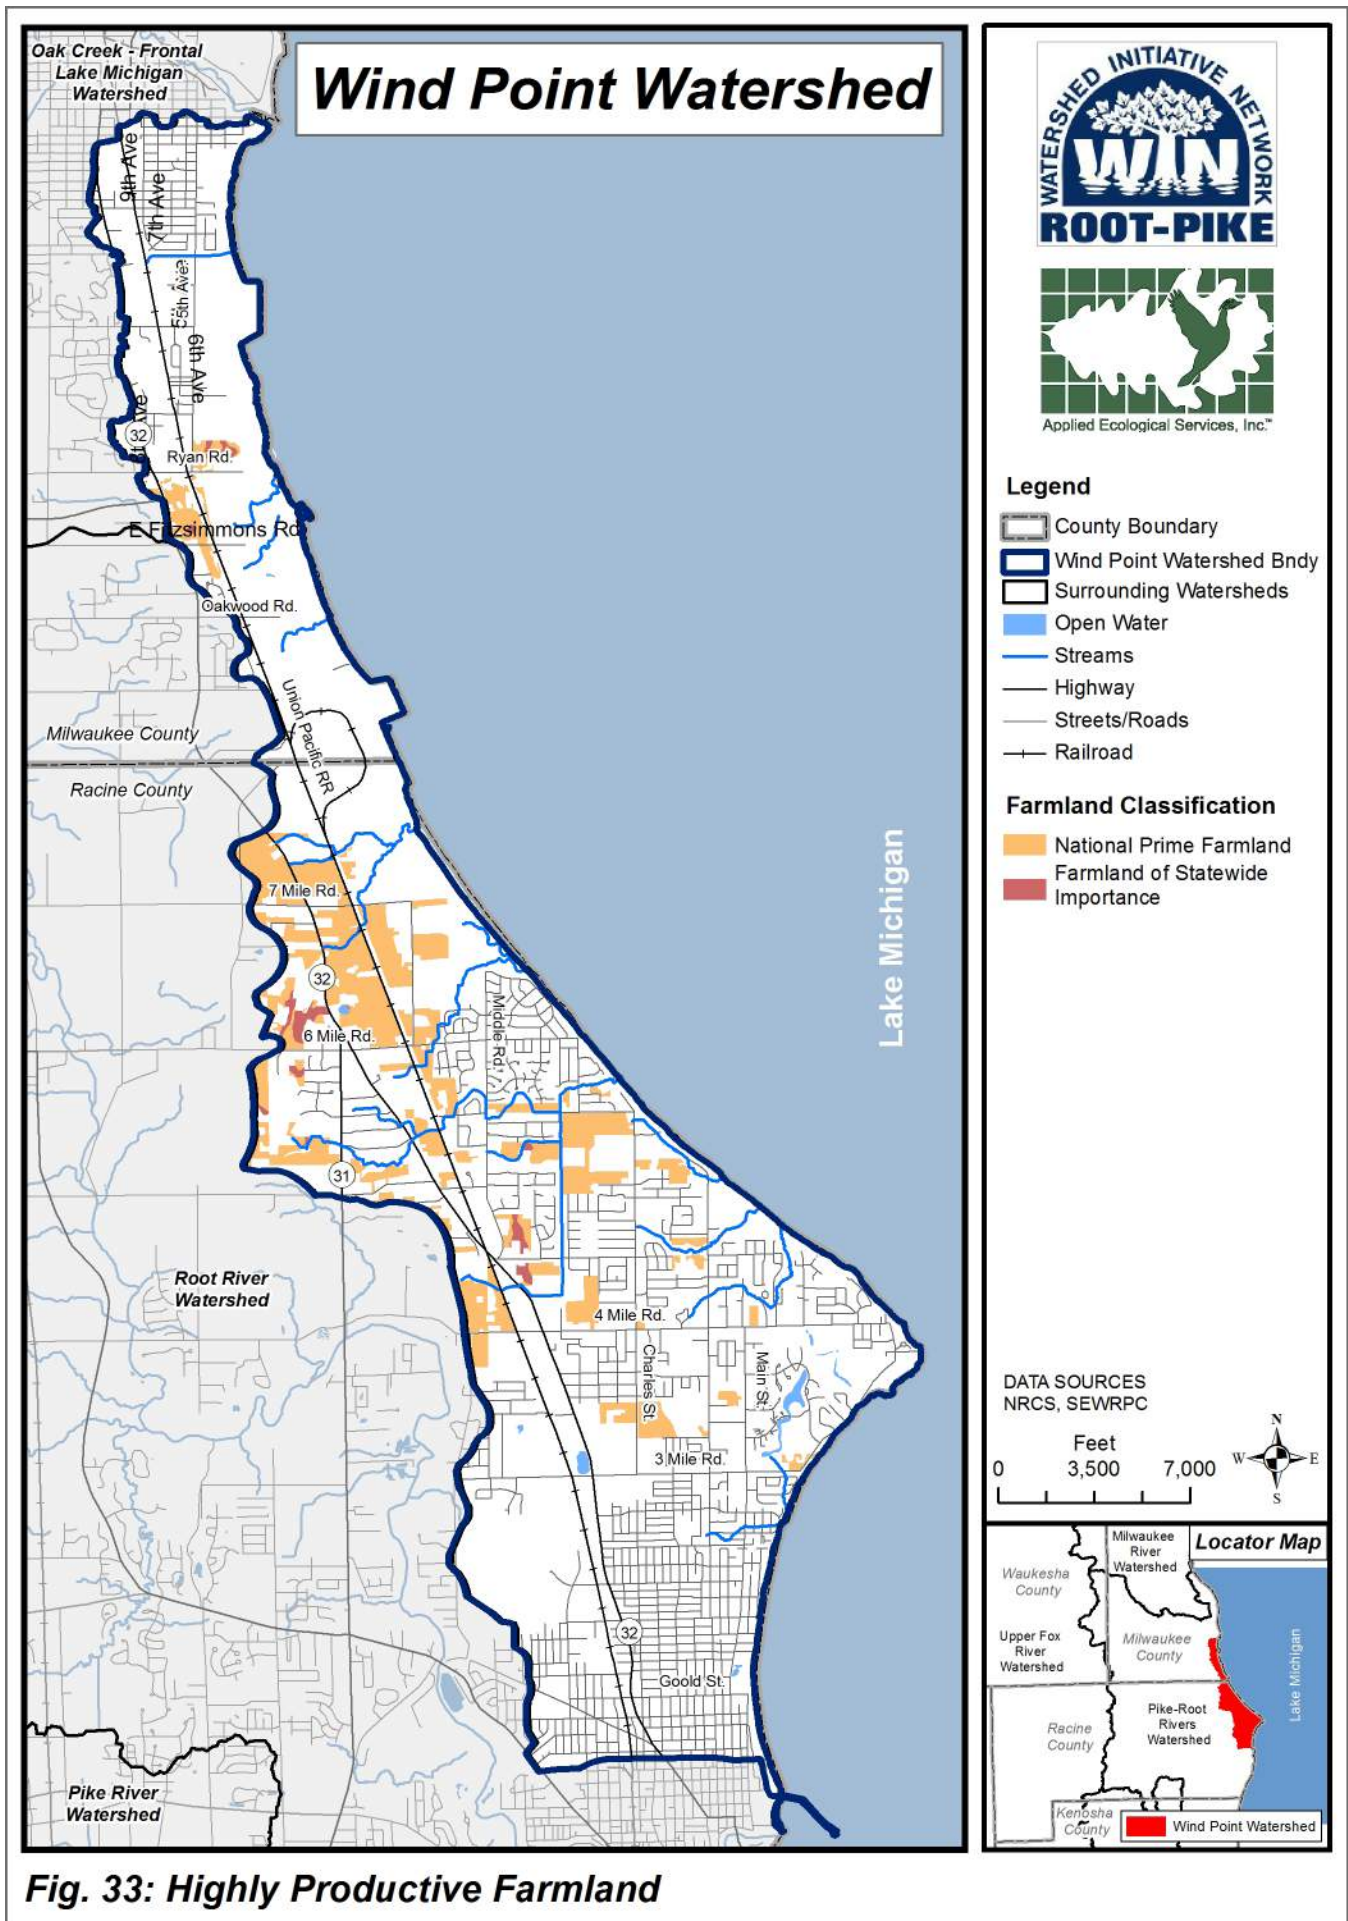 Wind Point Watershed
Oak Creek - Frontal
Lake Michigan
Watershed
9th Ave
7th Ave
55th Ave.
6th Ave
32
Ryan Rd.
E Fitzsimmons Rd
Oakwood Rd.
Union Pacific RR
Milwaukee County
Racine County
7 Mile Rd.
32
6 Mile Rd.
Middle Rd.
31
Lake Michigan
Root River
Watershed
4 Mile Rd.
Charles St.
Main St.
3 Mile Rd.
32
Goold St.
Pike River
Watershed
WATERSHED INITIATIVE NETWORK
WIN
ROOT-PIKE
Applied Ecological Services, Inc.™
Legend
County Boundary
Wind Point Watershed Bndy
Surrounding Watersheds
Open Water
Streams
Highway
Streets/Roads
Railroad
Farmland Classification
National Prime Farmland
Farmland of Statewide
Importance
DATA SOURCES
NRCS, SEWRPC
Feet
0 3,500 7,000
N
W E
S
Locator Map
Milwaukee
River
Watershed
Waukesha
County
Upper Fox
River
Watershed
Milwaukee
County
Lake Michigan
Pike-Root
Rivers
Watershed
Racine
County
Kenosha
County
Wind Point Watershed
Fig. 33: Highly Productive Farmland